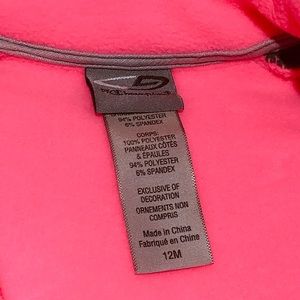 94% POLYESTER
6% SPANDEX
CORPS:
100% POLYESTER
PANNEAUX CÔTÉS
& ÉPAULES
94% POLYESTER
6% SPANDEX
EXCLUSIVE OF
DECORATION
ORNEMENTS NON
COMPRIS
Made in China
Fabriqué en Chine
12M